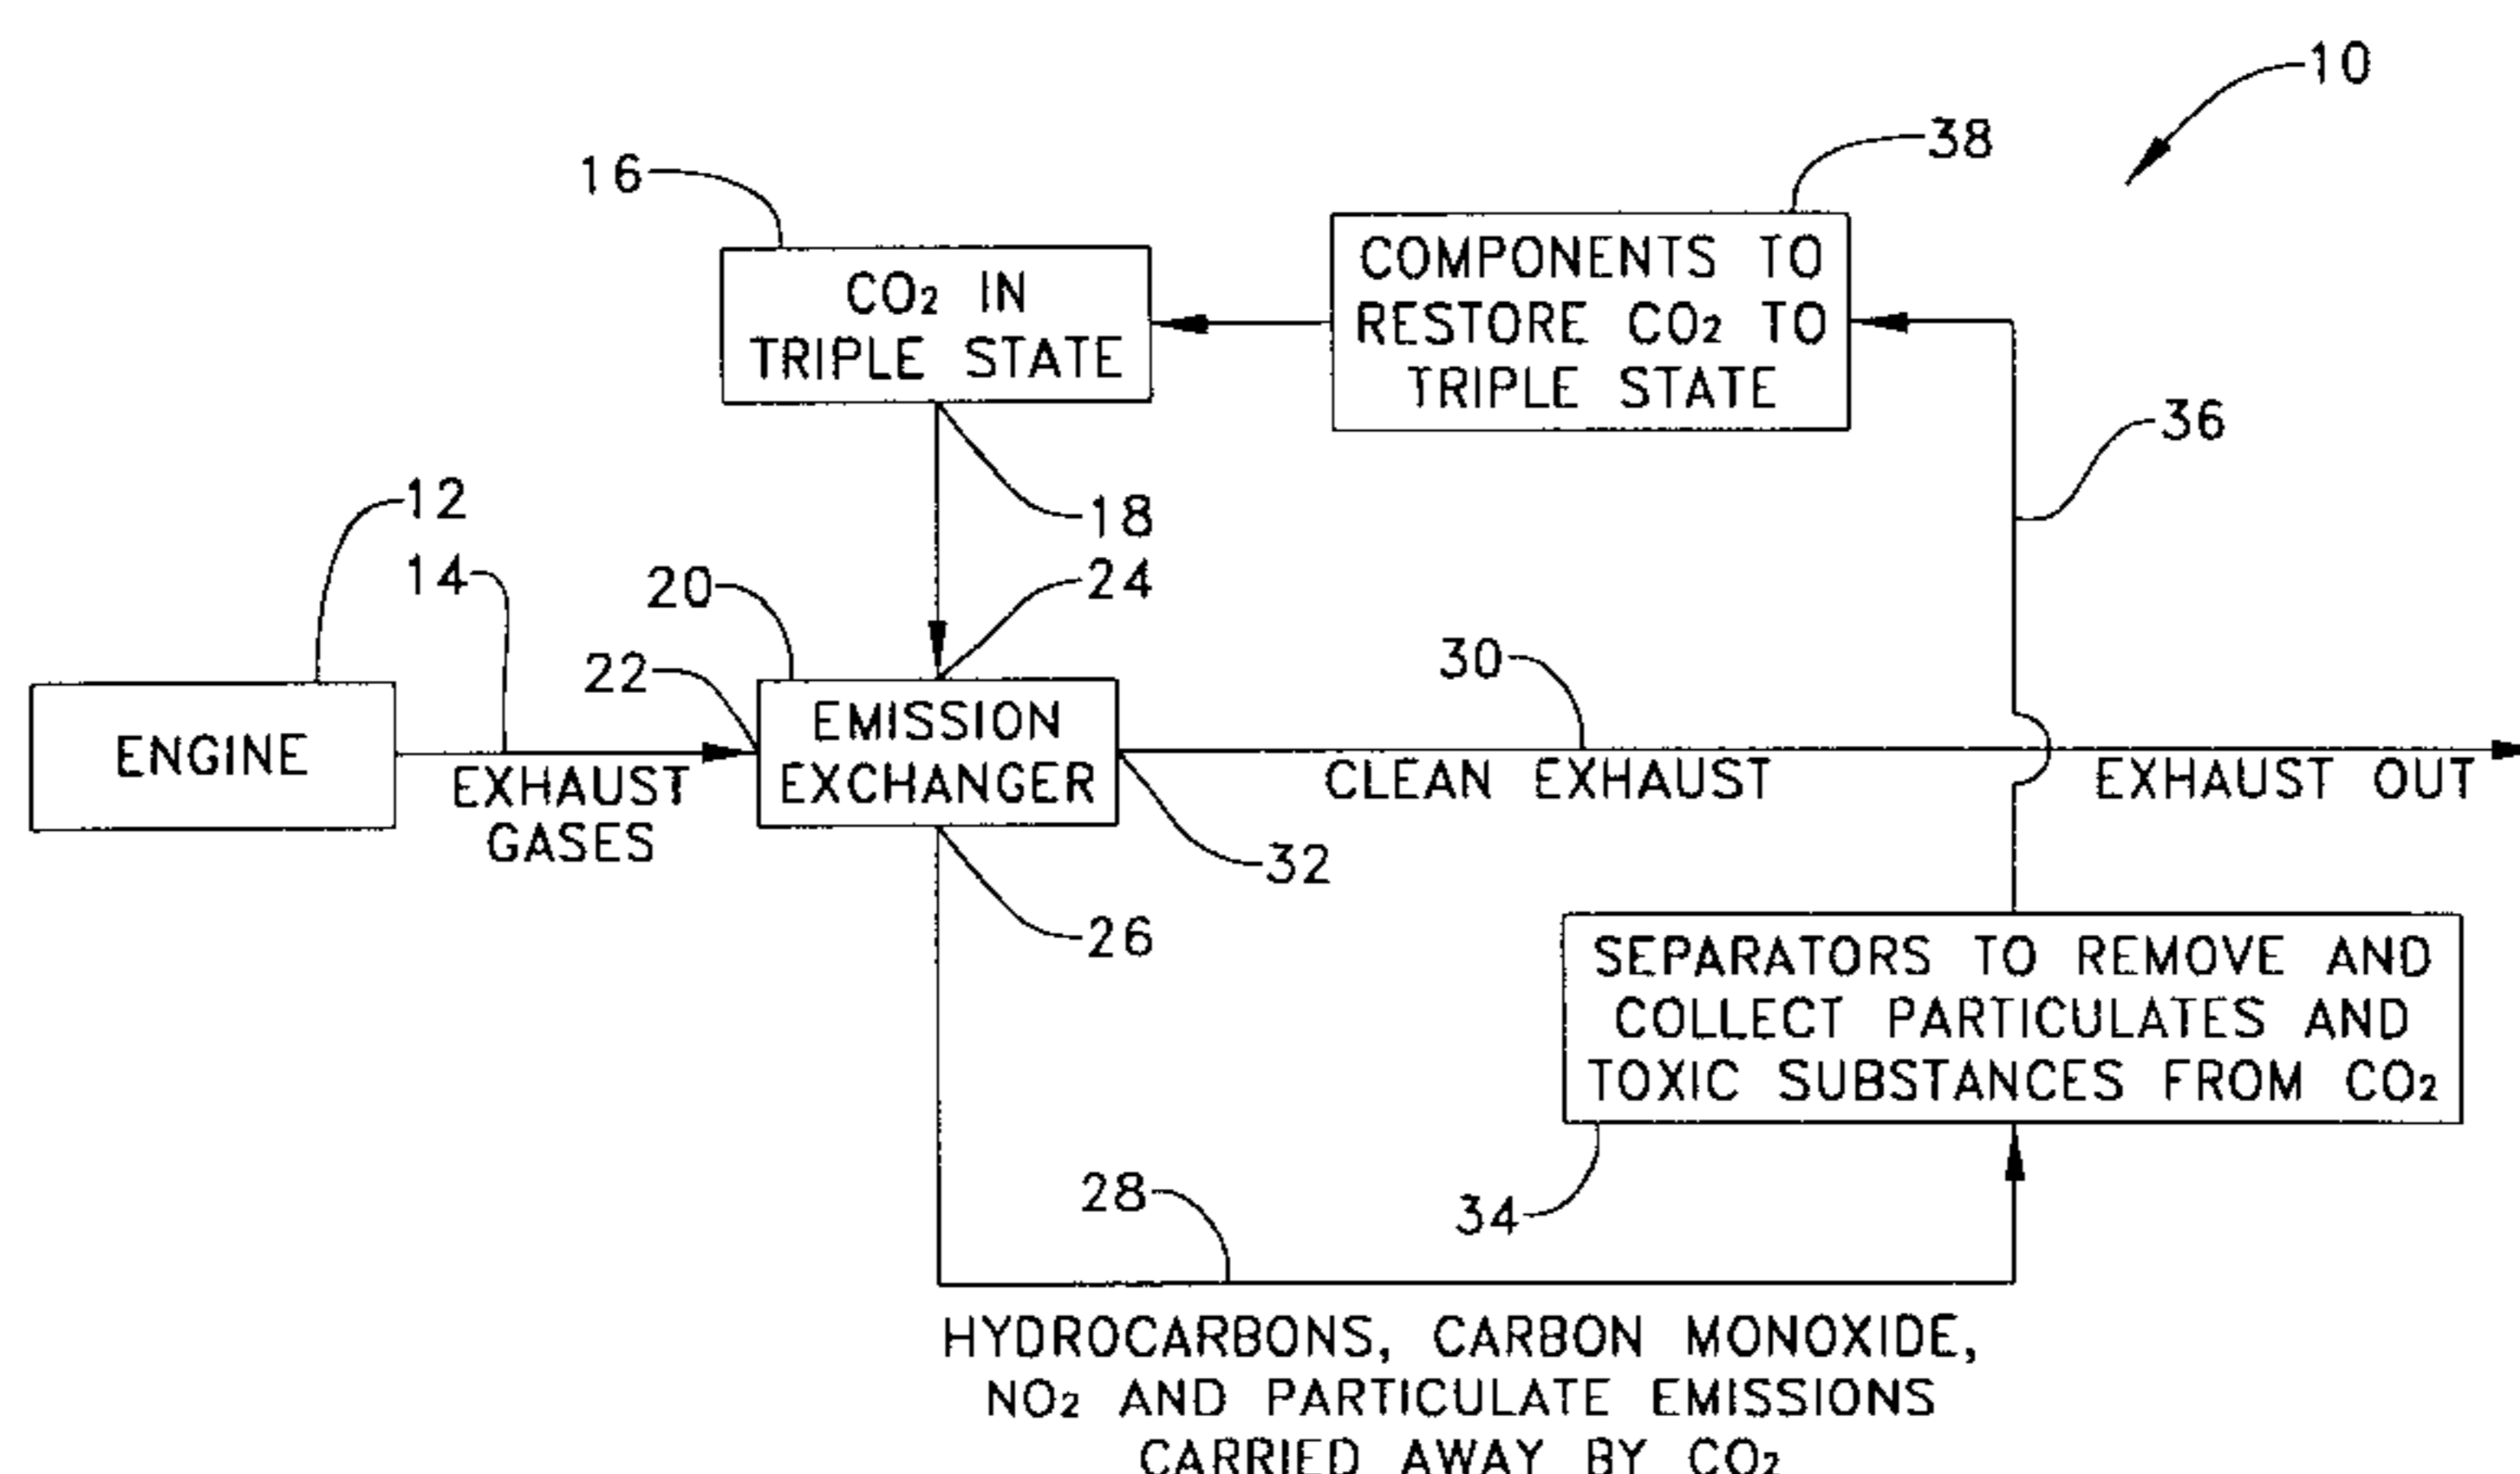 10
38
16
COMPONENTS TO
RESTORE CO₂ TO
TRIPLE STATE
CO₂ IN
TRIPLE STATE
36
12
18
14
24
20
22
30
ENGINE
EMISSION
EXCHANGER
EXHAUST
GASES
CLEAN EXHAUST
EXHAUST OUT
32
26
SEPARATORS TO REMOVE AND
COLLECT PARTICULATES AND
TOXIC SUBSTANCES FROM CO₂
28
34
HYDROCARBONS, CARBON MONOXIDE,
NO₂ AND PARTICULATE EMISSIONS
CARRIED AWAY BY CO₂